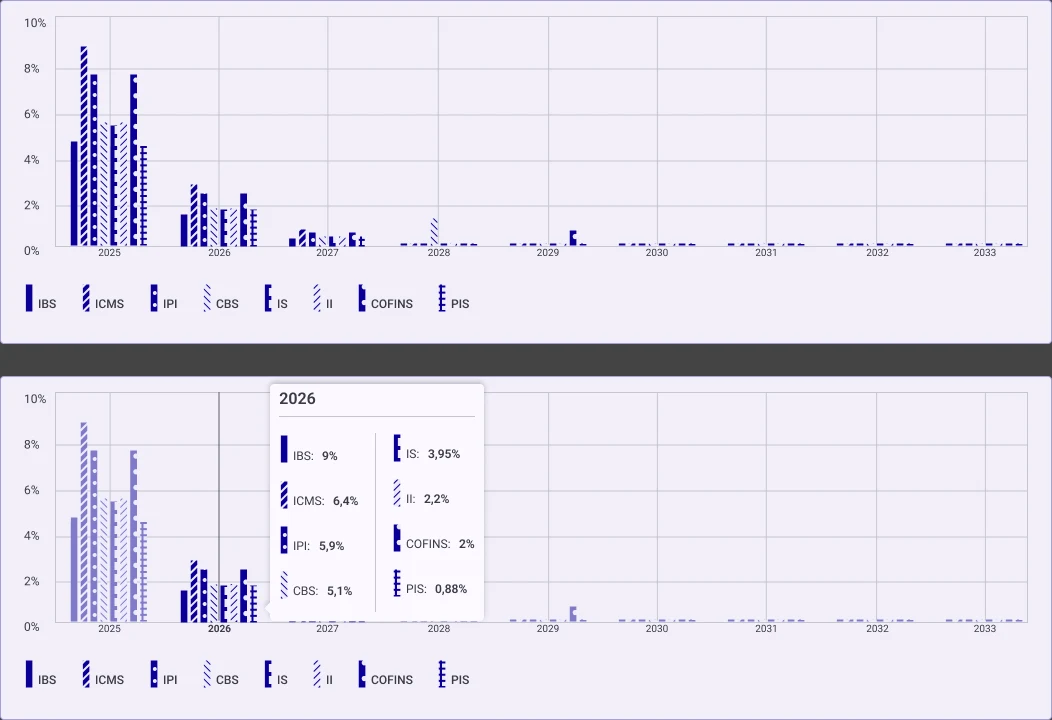 10%
8%
6%
4%
2%
0%
2025 2026 2027 2028 2029 2030 2031 2032 2033
IBS ICMS IPI CBS IS II COFINS PIS
10%
8%
6%
4%
2%
0%
2026
IBS: 9%
ICMS: 6,4%
IPI: 5,9%
CBS: 5,1%
IS: 3,95%
II: 2,2%
COFINS: 2%
PIS: 0,88%
2025 2026 2027 2028 2029 2030 2031 2032 2033
IBS ICMS IPI CBS IS II COFINS PIS